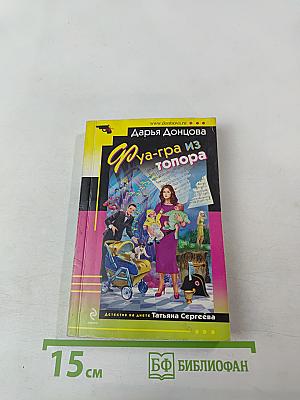 www.dontsova.ru
Дарья Донцова
Фуа-гра из
топора
Детектив на диете Татьяна Сергеева
15 см
БФ БИБЛИОФАН